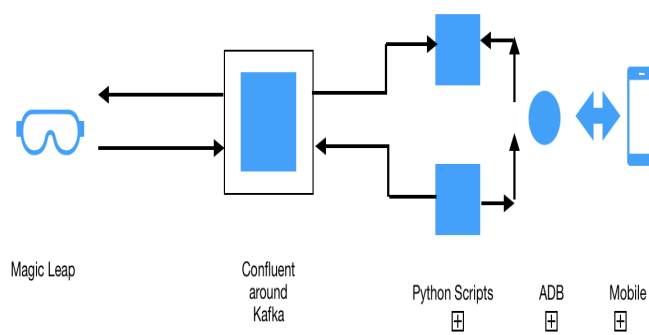 Magic Leap
Confluent
around
Kafka
Python Scripts
ADB
Mobile